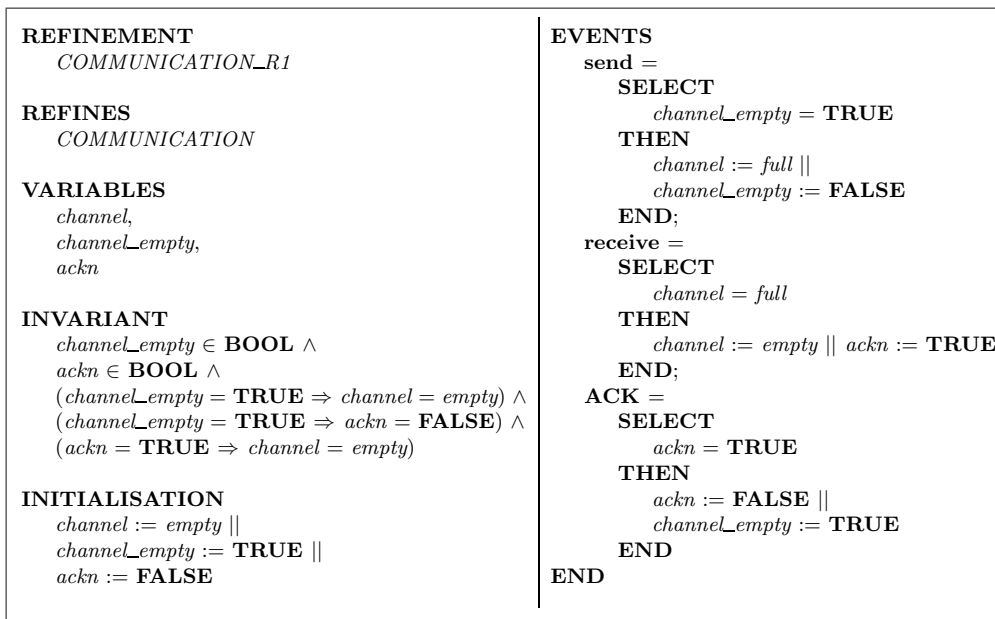 REFINEMENT
COMMUNICATION_R1
REFINES
COMMUNICATION
VARIABLES
channel,
channel_empty,
ackn
INVARIANT
channel_empty ∈ BOOL ∧
ackn ∈ BOOL ∧
(channel_empty = TRUE ⇒ channel = empty) ∧
(channel_empty = TRUE ⇒ ackn = FALSE) ∧
(ackn = TRUE ⇒ channel = empty)
INITIALISATION
channel := empty ||
channel_empty := TRUE ||
ackn := FALSE
EVENTS
send =
SELECT
channel_empty = TRUE
THEN
channel := full ||
channel_empty := FALSE
END;
receive =
SELECT
channel = full
THEN
channel := empty || ackn := TRUE
END;
ACK =
SELECT
ackn = TRUE
THEN
ackn := FALSE ||
channel_empty := TRUE
END
END